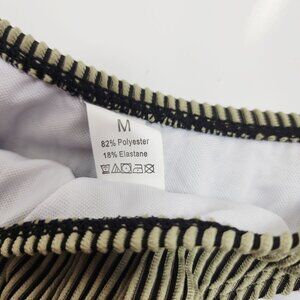 M
82% Polyester
18% Elastane